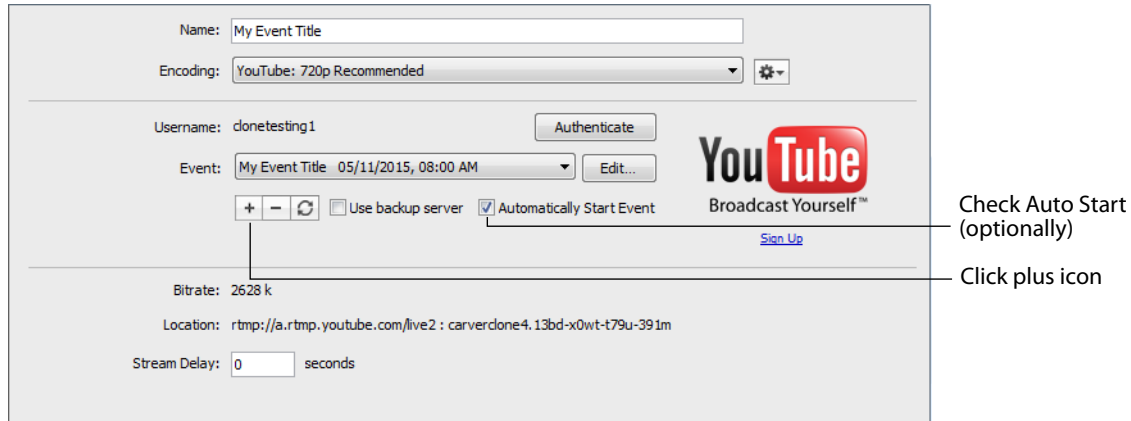 Name: My Event Title
Encoding: YouTube: 720p Recommended
Username: clonetesting1 Authenticate
Event: My Event Title 05/11/2015, 08:00 AM Edit...
YouTube
Use backup server Automatically Start Event
Broadcast Yourself™
Check Auto Start
(optionally)
Sign Up
Click plus icon
Bitrate: 2628 k
Location: rtmp://a.rtmp.youtube.com/live2 : carverclone4.13bd-x0wt-t79u-391m
Stream Delay: 0 seconds